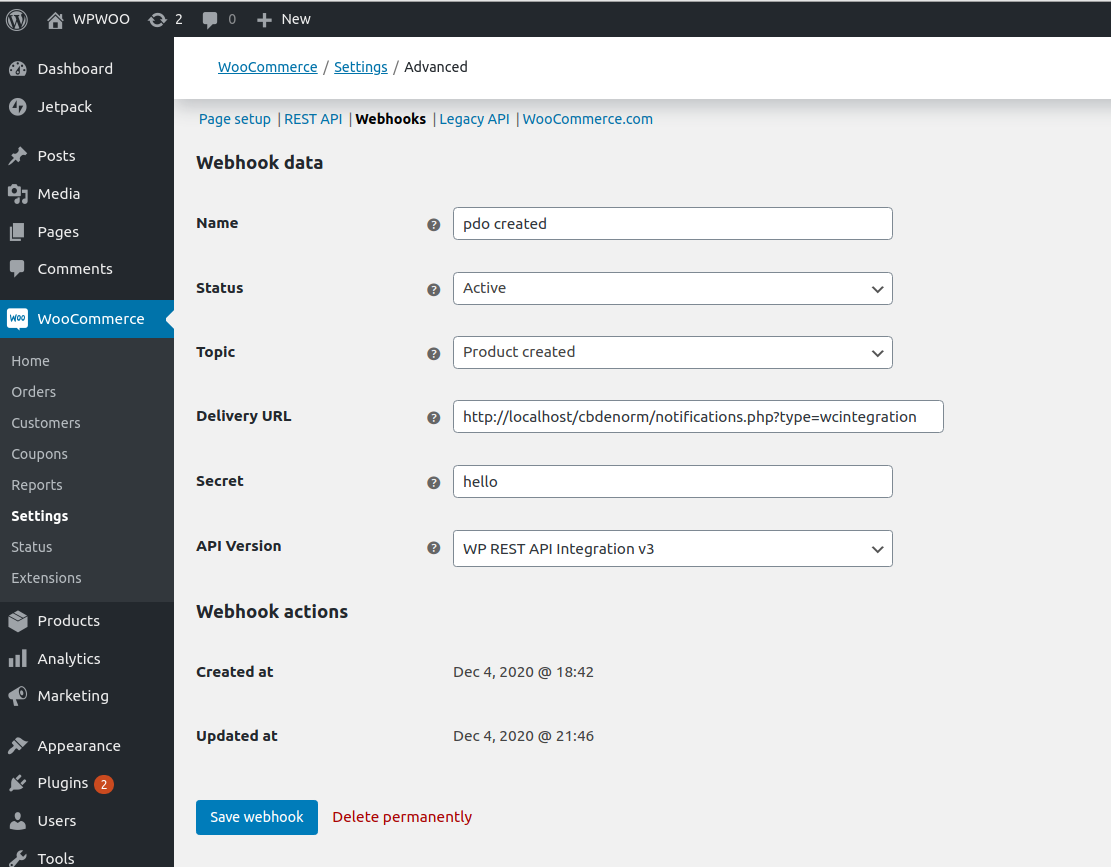 WPWOO 2 0 New
Dashboard
Jetpack
Posts
Media
Pages
Comments
woo WooCommerce
Home
Orders
Customers
Coupons
Reports
Settings
Status
Extensions
Products
Analytics
Marketing
Appearance
Plugins 2
Users
Tools
WooCommerce / Settings / Advanced
Page setup | REST API | Webhooks | Legacy API | WooCommerce.com
Webhook data
Name ? pdo created
Status ? Active
Topic ? Product created
Delivery URL ? http://localhost/cbdenorm/notifications.php?type=wcintegration
Secret ? hello
API Version ? WP REST API Integration v3
Webhook actions
Created at Dec 4, 2020 @ 18:42
Updated at Dec 4, 2020 @ 21:46
Save webhook Delete permanently